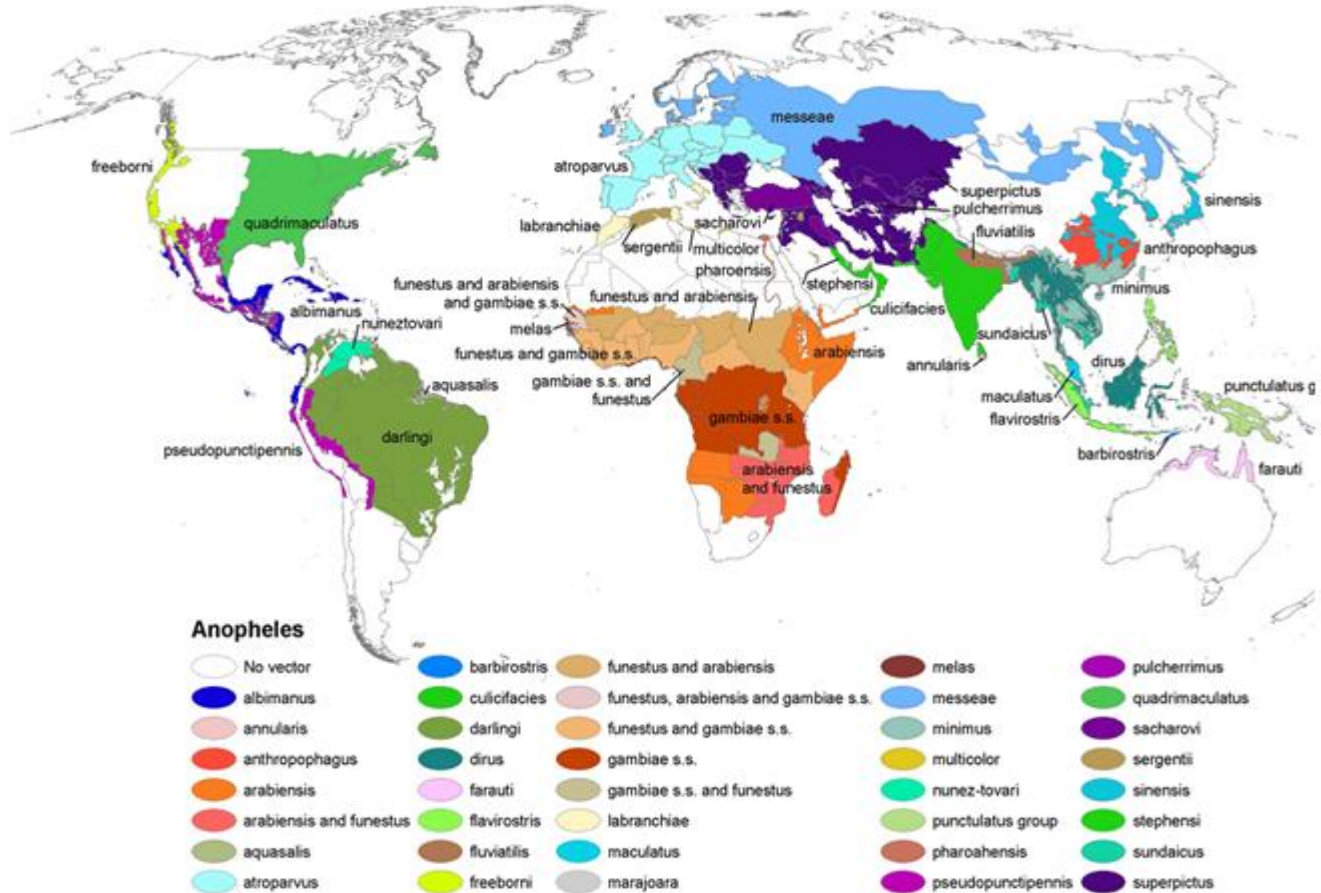 messeae
freeborni
atroparvus
superpictus
sinensis
quadrimaculatus
labranchiae
sacharovi
pulcherrimus
sergentii
multicolor
fluviatilis
anthropophagus
pharoensis
funestus and arabiensis
and gambiae s.s.
stephensi
minimus
albimanus
funestus and arabiensis
culicifacies
nuneztovari
melas
sundaicus
funestus and gambiae s.s.
arabiensis
annularis
dirus
aquasalis
gambiae s.s. and
funestus
maculatus
punctulatus g
gambiae s.s.
flavirostris
darlingi
pseudopunctipennis
barbirostris
arabiensis
and funestus
farauti
Anopheles
No vector
albimanus
annularis
anthropophagus
arabiensis
arabiensis and funestus
aquasalis
atroparvus
barbirostris
culicifacies
darlingi
dirus
farauti
flavirostris
fluviatilis
freeborni
funestus and arabiensis
funestus, arabiensis and gambiae s.s.
funestus and gambiae s.s.
gambiae s.s.
gambiae s.s. and funestus
labranchiae
maculatus
marajoara
melas
messeae
minimus
multicolor
nunez-tovari
punctulatus group
pharoahensis
pseudopunctipennis
pulcherrimus
quadrimaculatus
sacharovi
sergentii
sinensis
stephensi
sundaicus
superpictus